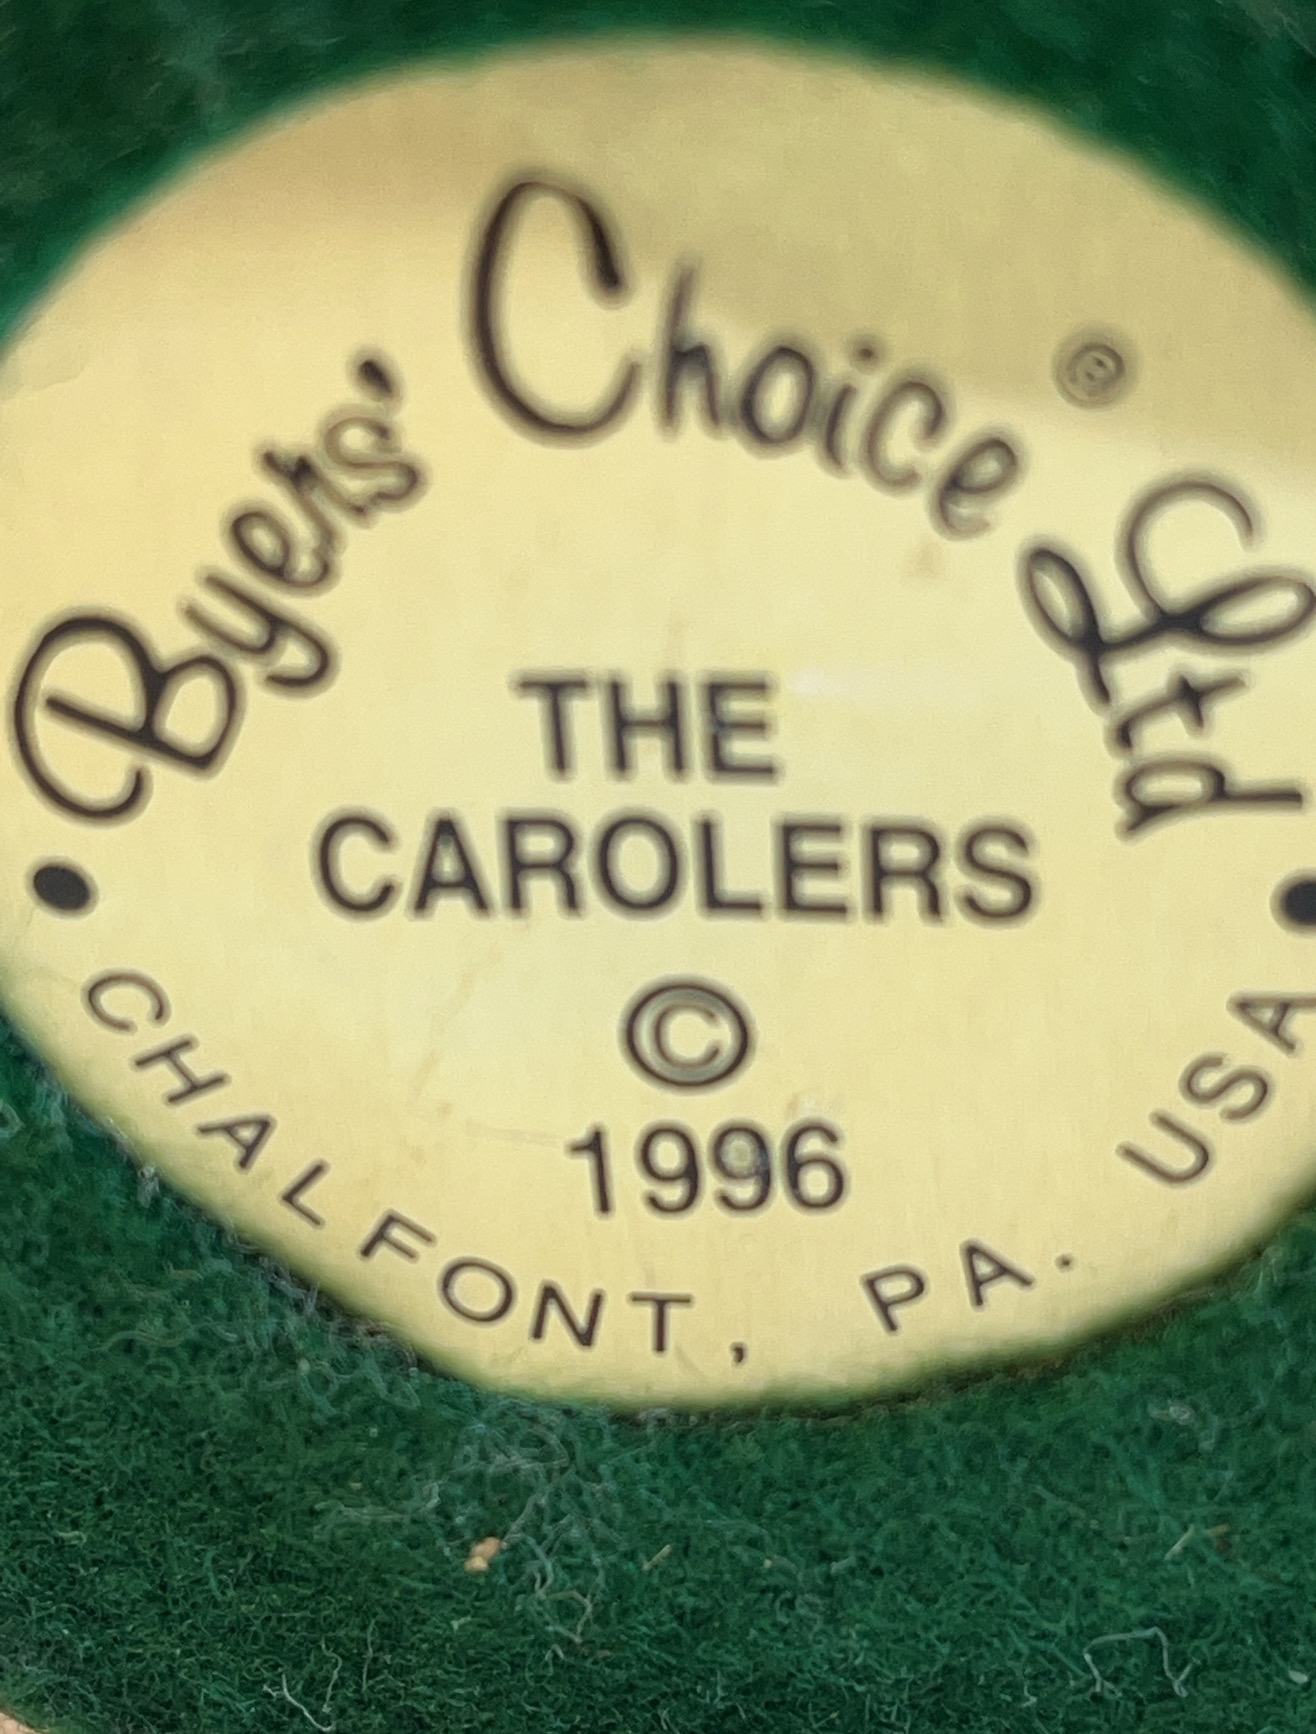 Byers' Choice ® Ltd
THE
CAROLERS
©
1996
• CHALFONT, PA. USA •